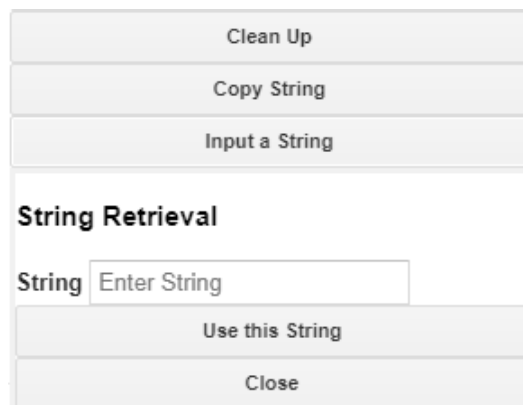 Clean Up
Copy String
Input a String
String Retrieval
String Enter String
Use this String
Close